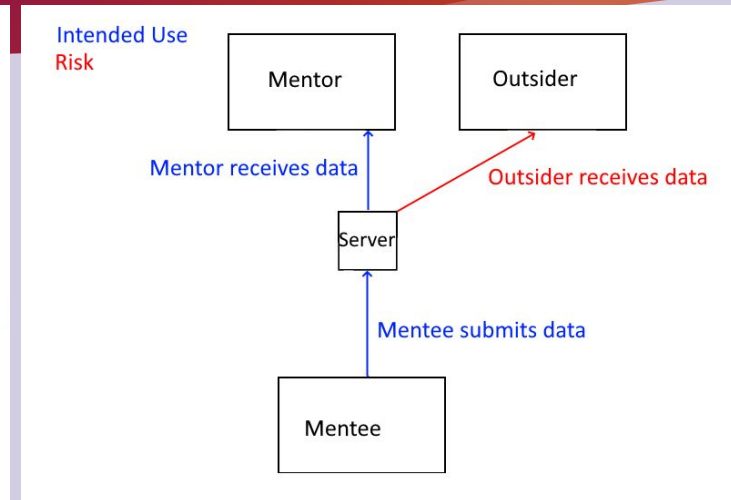 Intended Use
Risk
Mentor
Outsider
Mentor receives data
Outsider receives data
Server
Mentee submits data
Mentee